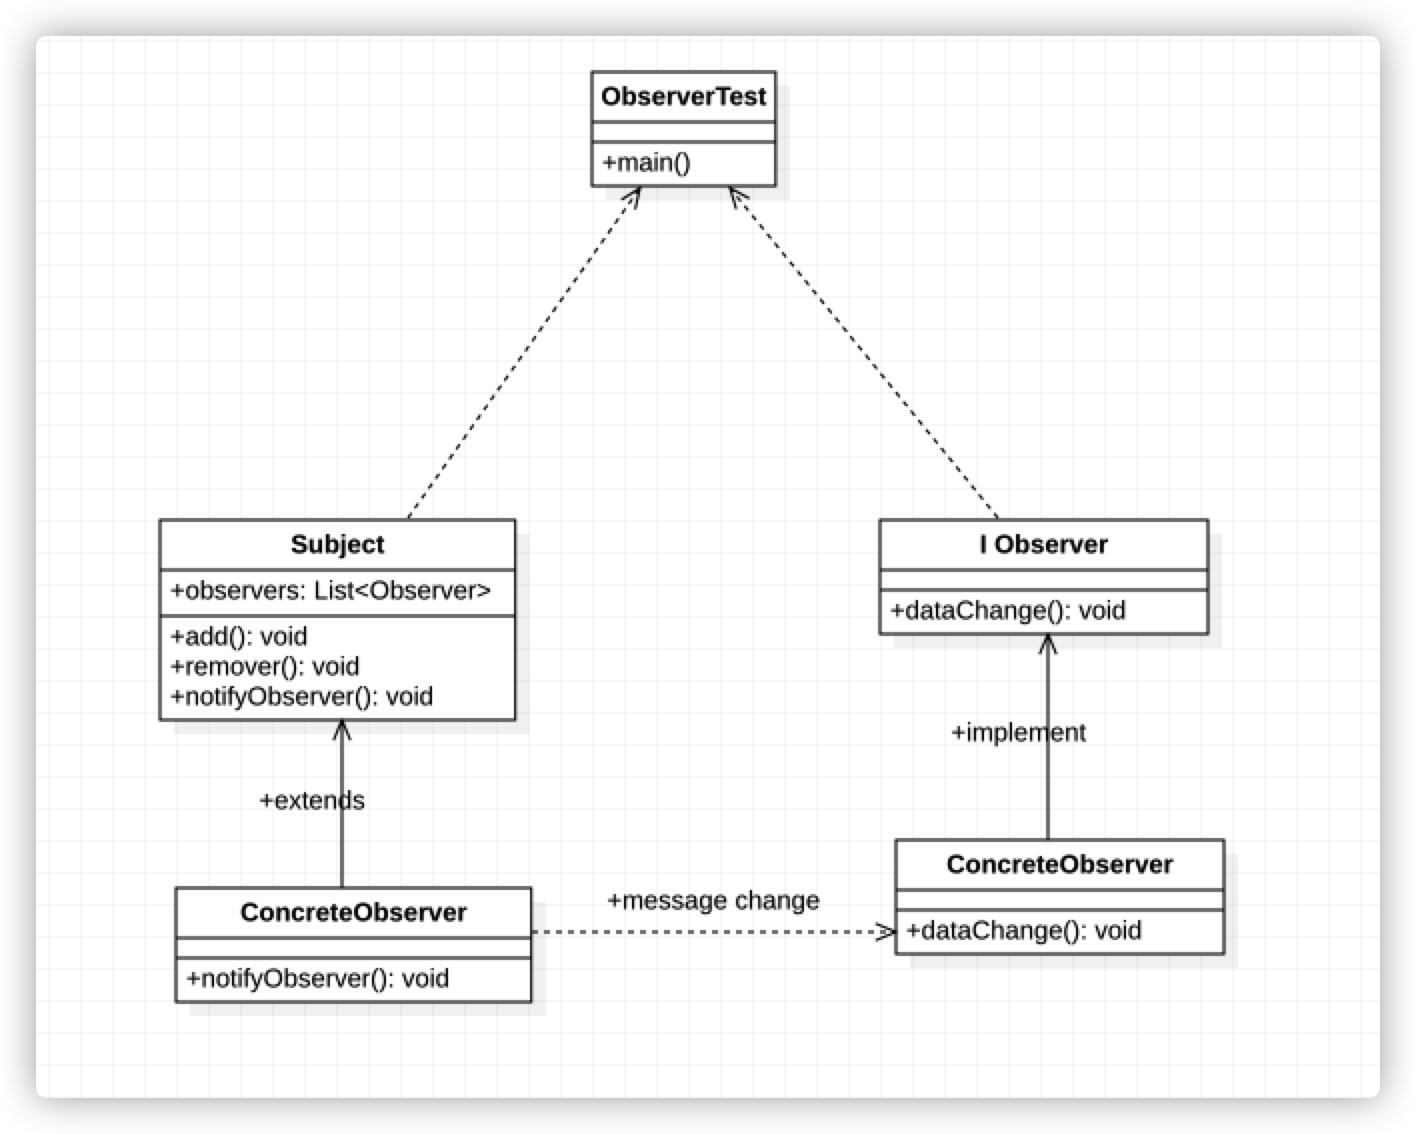 ObserverTest
+main()
Subject
+observers: List<Observer>
+add(): void
+remover(): void
+notifyObserver(): void
I Observer
+dataChange(): void
+extends
+implement
ConcreteObserver
+notifyObserver(): void
+message change
ConcreteObserver
+dataChange(): void